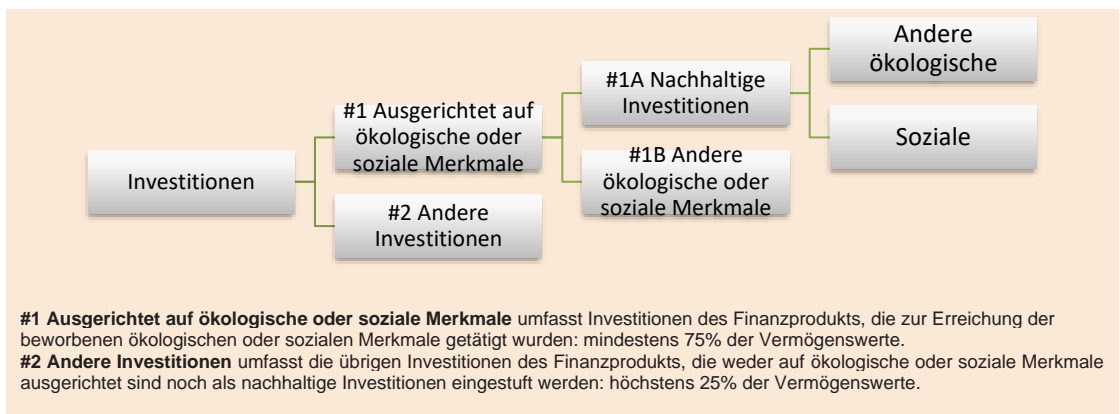 Investitionen
#1 Ausgerichtet auf
ökologische oder
soziale Merkmale
#1A Nachhaltige
Investitionen
Andere
ökologische
Soziale
#1B Andere
ökologische oder
soziale Merkmale
#2 Andere
Investitionen
#1 Ausgerichtet auf ökologische oder soziale Merkmale umfasst Investitionen des Finanzprodukts, die zur Erreichung der
beworbenen ökologischen oder sozialen Merkmale getätigt wurden: mindestens 75% der Vermögenswerte.
#2 Andere Investitionen umfasst die übrigen Investitionen des Finanzprodukts, die weder auf ökologische oder soziale Merkmale
ausgerichtet sind noch als nachhaltige Investitionen eingestuft werden: höchstens 25% der Vermögenswerte.